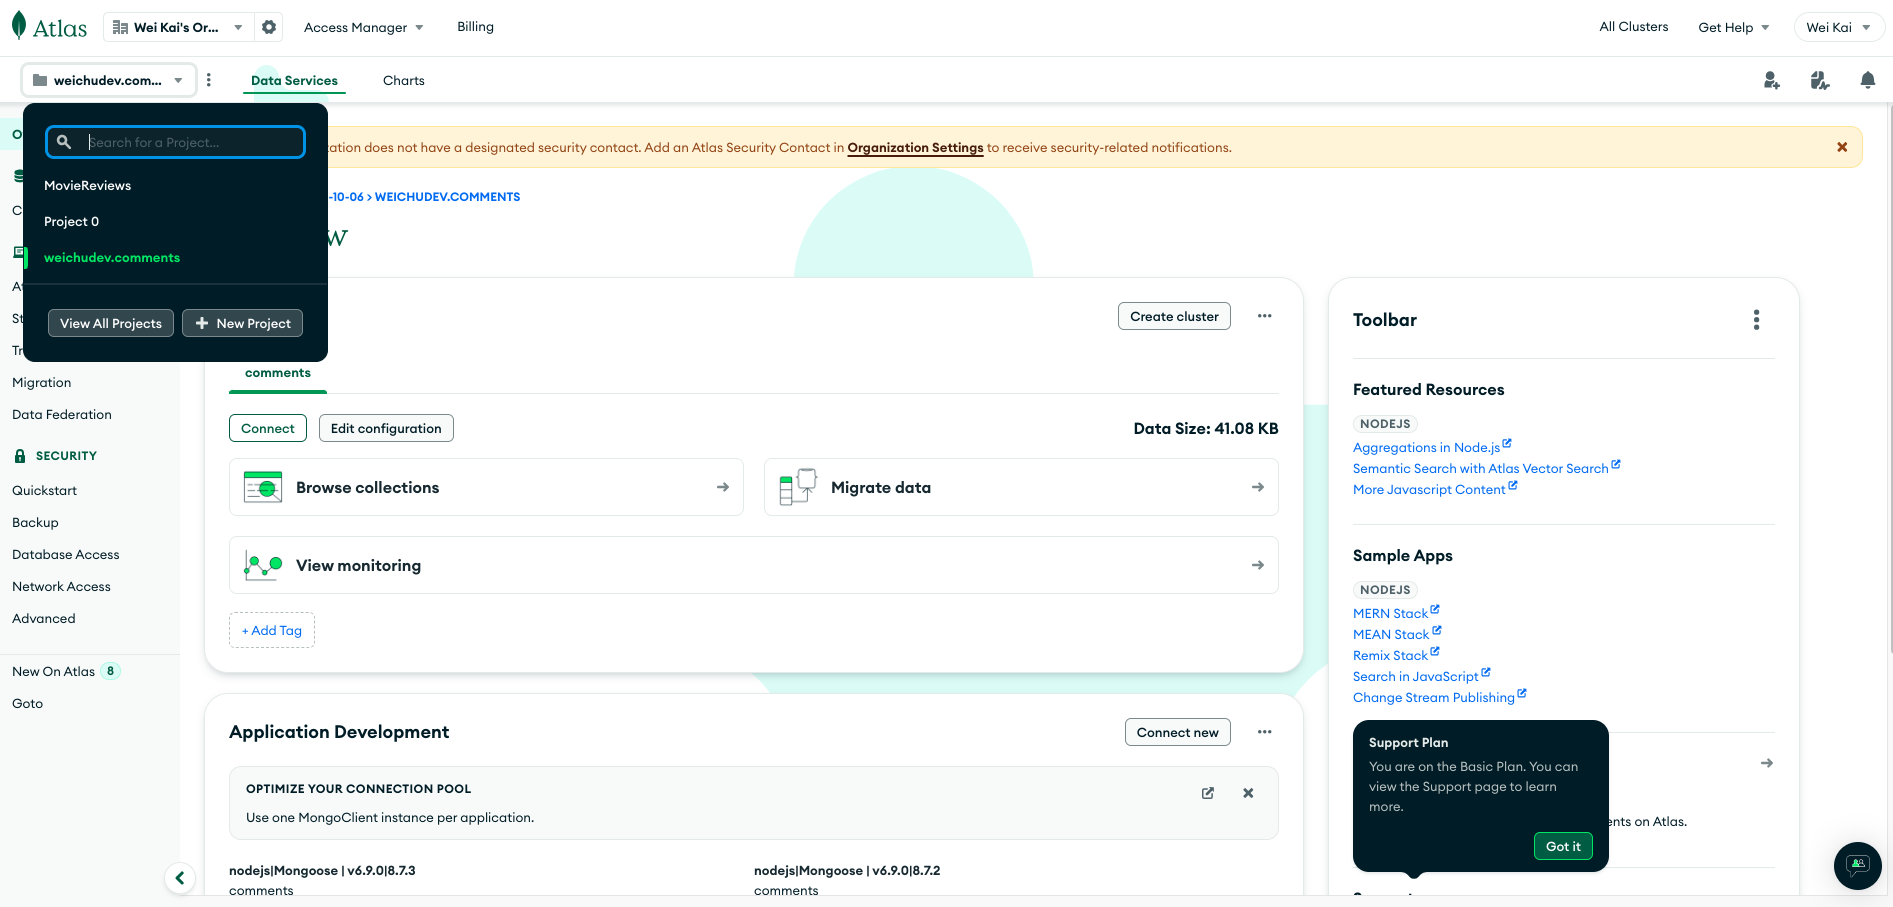 Atlas
Wei Kai's Or...
Access Manager
Billing
All Clusters
Get Help
Wei Kai
weichudev.com...
Data Services
Charts
Search for a Project...
MovieReviews
Project 0
weichudev.comments
View All Projects
New Project
does not have a designated security contact. Add an Atlas Security Contact in Organization Settings to receive security-related notifications.
-10-06 > WEICHUDEV.COMMENTS
Migration
Data Federation
SECURITY
Quickstart
Backup
Database Access
Network Access
Advanced
New On Atlas 8
Goto
Create cluster
comments
Connect
Edit configuration
Data Size: 41.08 KB
Browse collections
Migrate data
View monitoring
+ Add Tag
Application Development
Connect new
OPTIMIZE YOUR CONNECTION POOL
Use one MongoClient instance per application.
nodejs|Mongoose | v6.9.0|8.7.3
comments
nodejs|Mongoose | v6.9.0|8.7.2
comments
Toolbar
Featured Resources
NODEJS
Aggregations in Node.js
Semantic Search with Atlas Vector Search
More Javascript Content
Sample Apps
NODEJS
MERN Stack
MEAN Stack
Remix Stack
Search in JavaScript
Change Stream Publishing
Support Plan
You are on the Basic Plan. You can
view the Support page to learn
more.
Got it
on Atlas.